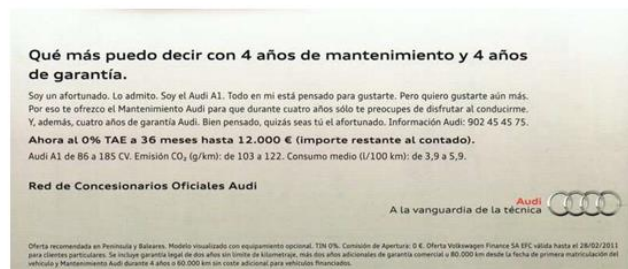 Qué más puedo decir con 4 años de mantenimiento y 4 años
de garantía.
Soy un afortunado. Lo admito. Soy el Audi A1. Todo en mi está pensado para gustarte. Pero quiero gustarte aún más.
Por eso te ofrezco el Mantenimiento Audi para que durante cuatro años sólo te preocupes de disfrutar al conducirme.
Y, además, cuatro años de garantía Audi. Bien pensado, quizás seas tú el afortunado. Información Audi: 902 45 45 75.
Ahora al 0% TAE a 36 meses hasta 12.000 € (importe restante al contado).
Audi A1 de 86 a 185 CV. Emisión CO₂ (g/km): de 103 a 122. Consumo medio (l/100 km): de 3,9 a 5,9.
Red de Concesionarios Oficiales Audi
Audi
A la vanguardia de la técnica
Oferta recomendada en Península y Baleares. Modelo visualizado con equipamiento opcional. TIN 0%. Comisión de Apertura: 0 €. Oferta Volkswagen Finance SA EFC válida hasta el 28/02/2011
para clientes particulares. Se incluye garantía legal de dos años sin límite de kilometraje, más dos años adicionales de garantía comercial u 80.000 km desde la fecha de primera matriculación del
vehículo y Mantenimiento Audi durante 4 años o 60.000 km sin coste adicional para vehículos financiados.